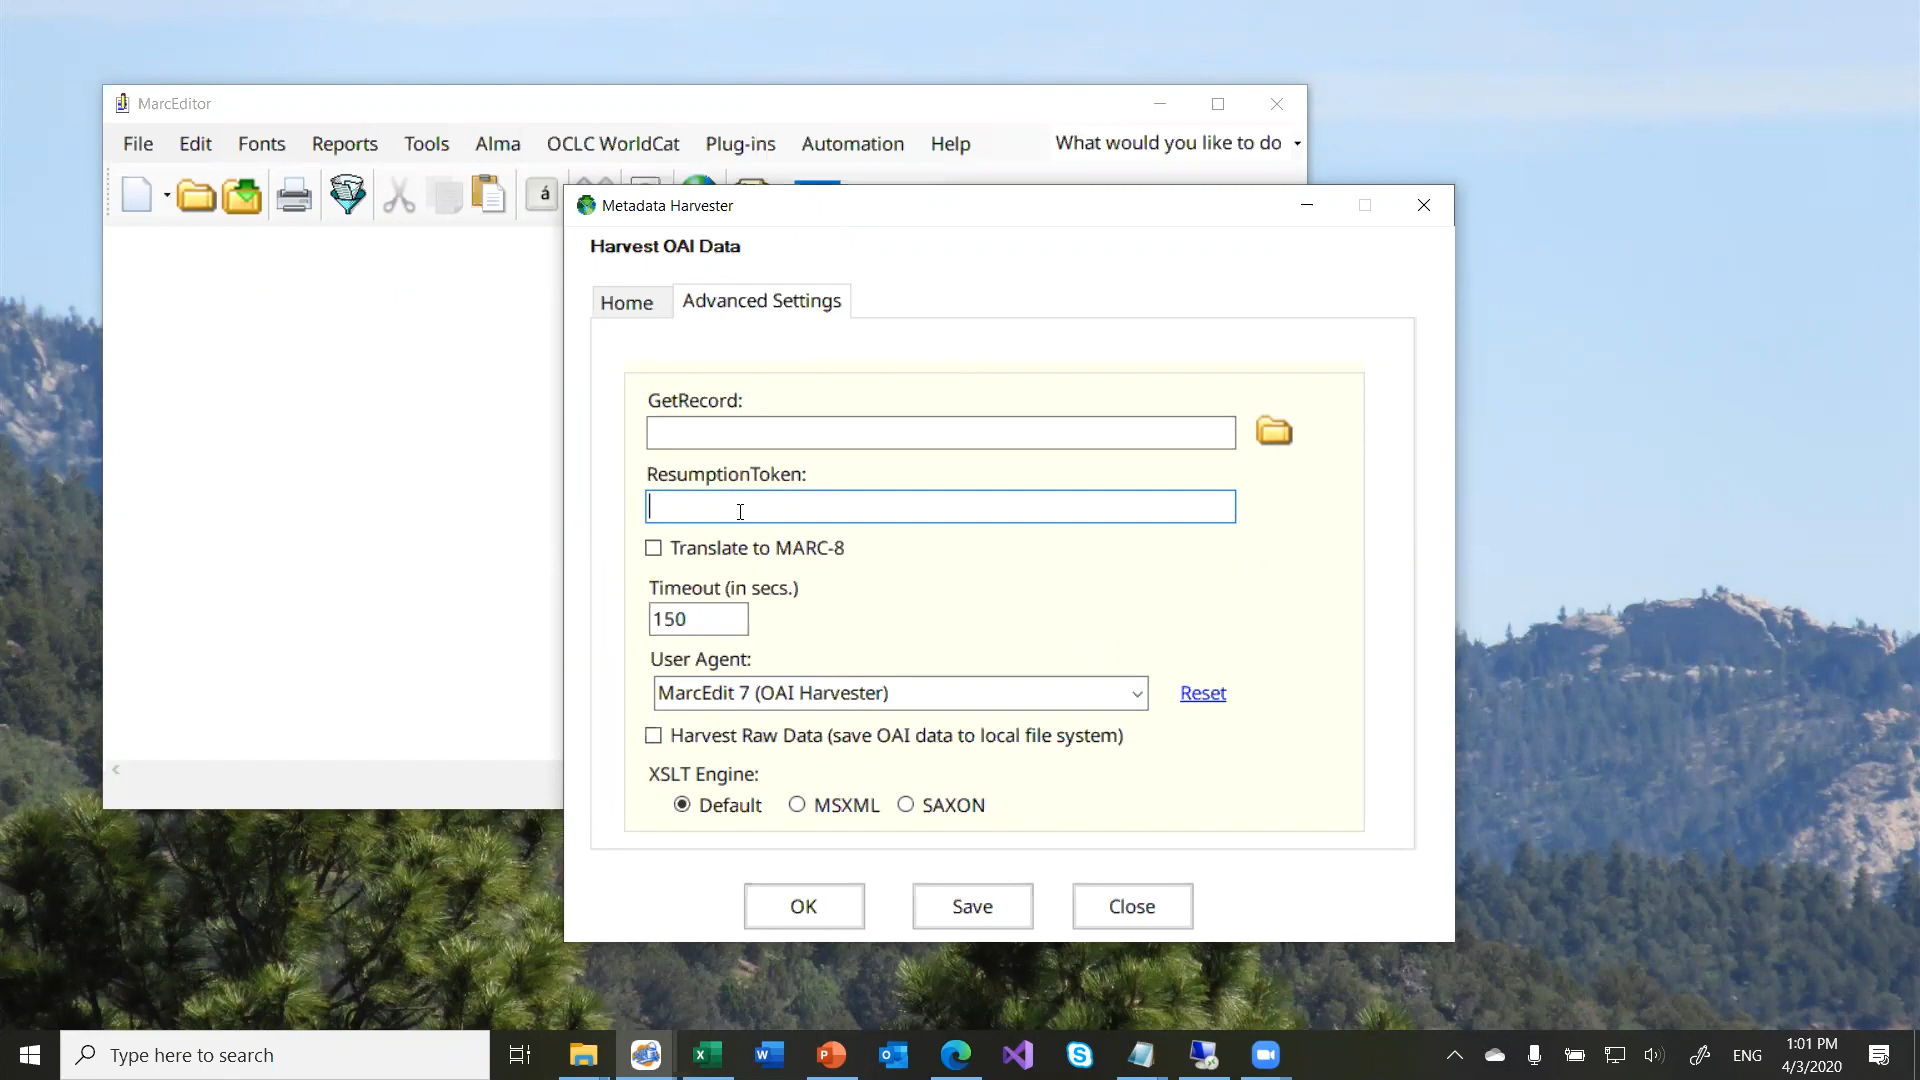 MarcEditor
File Edit Fonts Reports Tools Alma OCLC WorldCat Plug-ins Automation Help What would you like to do
á
Metadata Harvester
Harvest OAI Data
Home Advanced Settings
GetRecord:
ResumptionToken:
Translate to MARC-8
Timeout (in secs.)
150
User Agent:
MarcEdit 7 (OAI Harvester) Reset
Harvest Raw Data (save OAI data to local file system)
XSLT Engine:
Default MSXML SAXON
OK Save Close
Type here to search
ENG
1:01 PM
4/3/2020